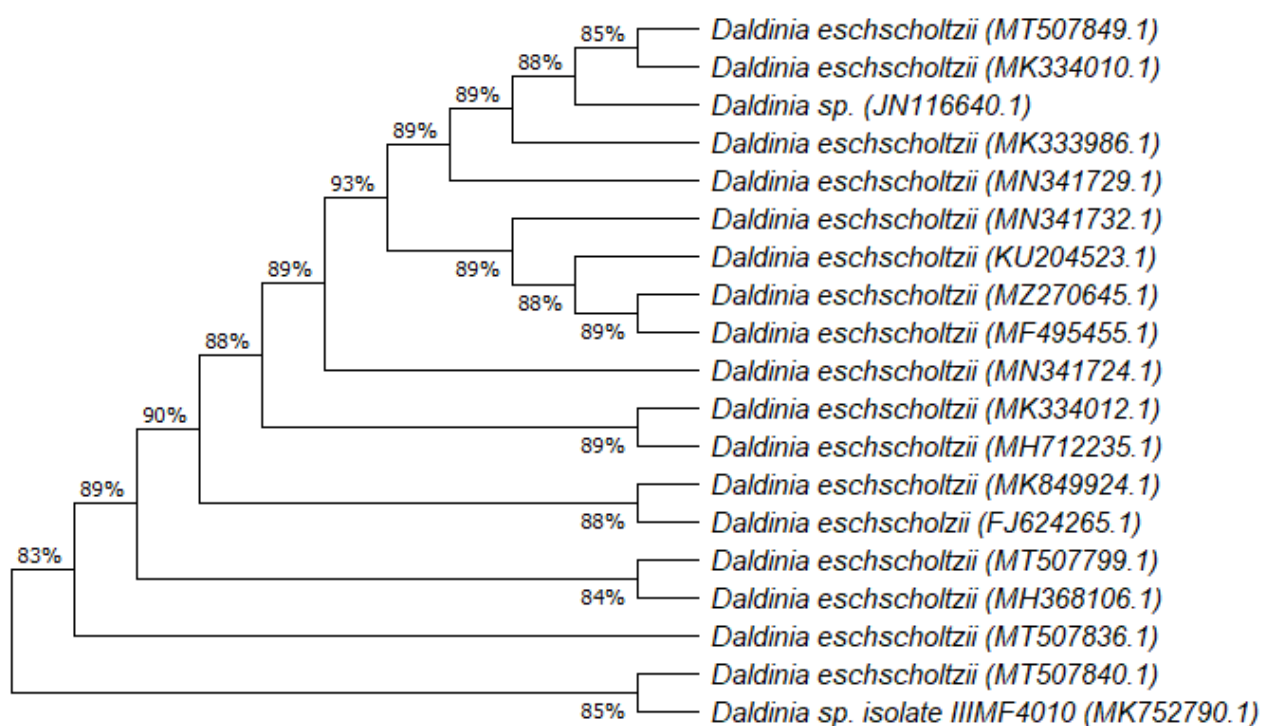 85%
Daldinia eschscholtzii (MT507849.1)
88%
Daldinia eschscholtzii (MK334010.1)
89%
Daldinia sp. (JN116640.1)
89%
Daldinia eschscholtzii (MK333986.1)
93%
Daldinia eschscholtzii (MN341729.1)
Daldinia eschscholtzii (MN341732.1)
89%
89%
Daldinia eschscholtzii (KU204523.1)
88%
Daldinia eschscholtzii (MZ270645.1)
89%
Daldinia eschscholtzii (MF495455.1)
88%
Daldinia eschscholtzii (MN341724.1)
90%
Daldinia eschscholtzii (MK334012.1)
89%
Daldinia eschscholtzii (MH712235.1)
89%
Daldinia eschscholtzii (MK849924.1)
88%
Daldinia eschscholzii (FJ624265.1)
83%
Daldinia eschscholtzii (MT507799.1)
84%
Daldinia eschscholtzii (MH368106.1)
Daldinia eschscholtzii (MT507836.1)
Daldinia eschscholtzii (MT507840.1)
85%
Daldinia sp. isolate IIIMF4010 (MK752790.1)